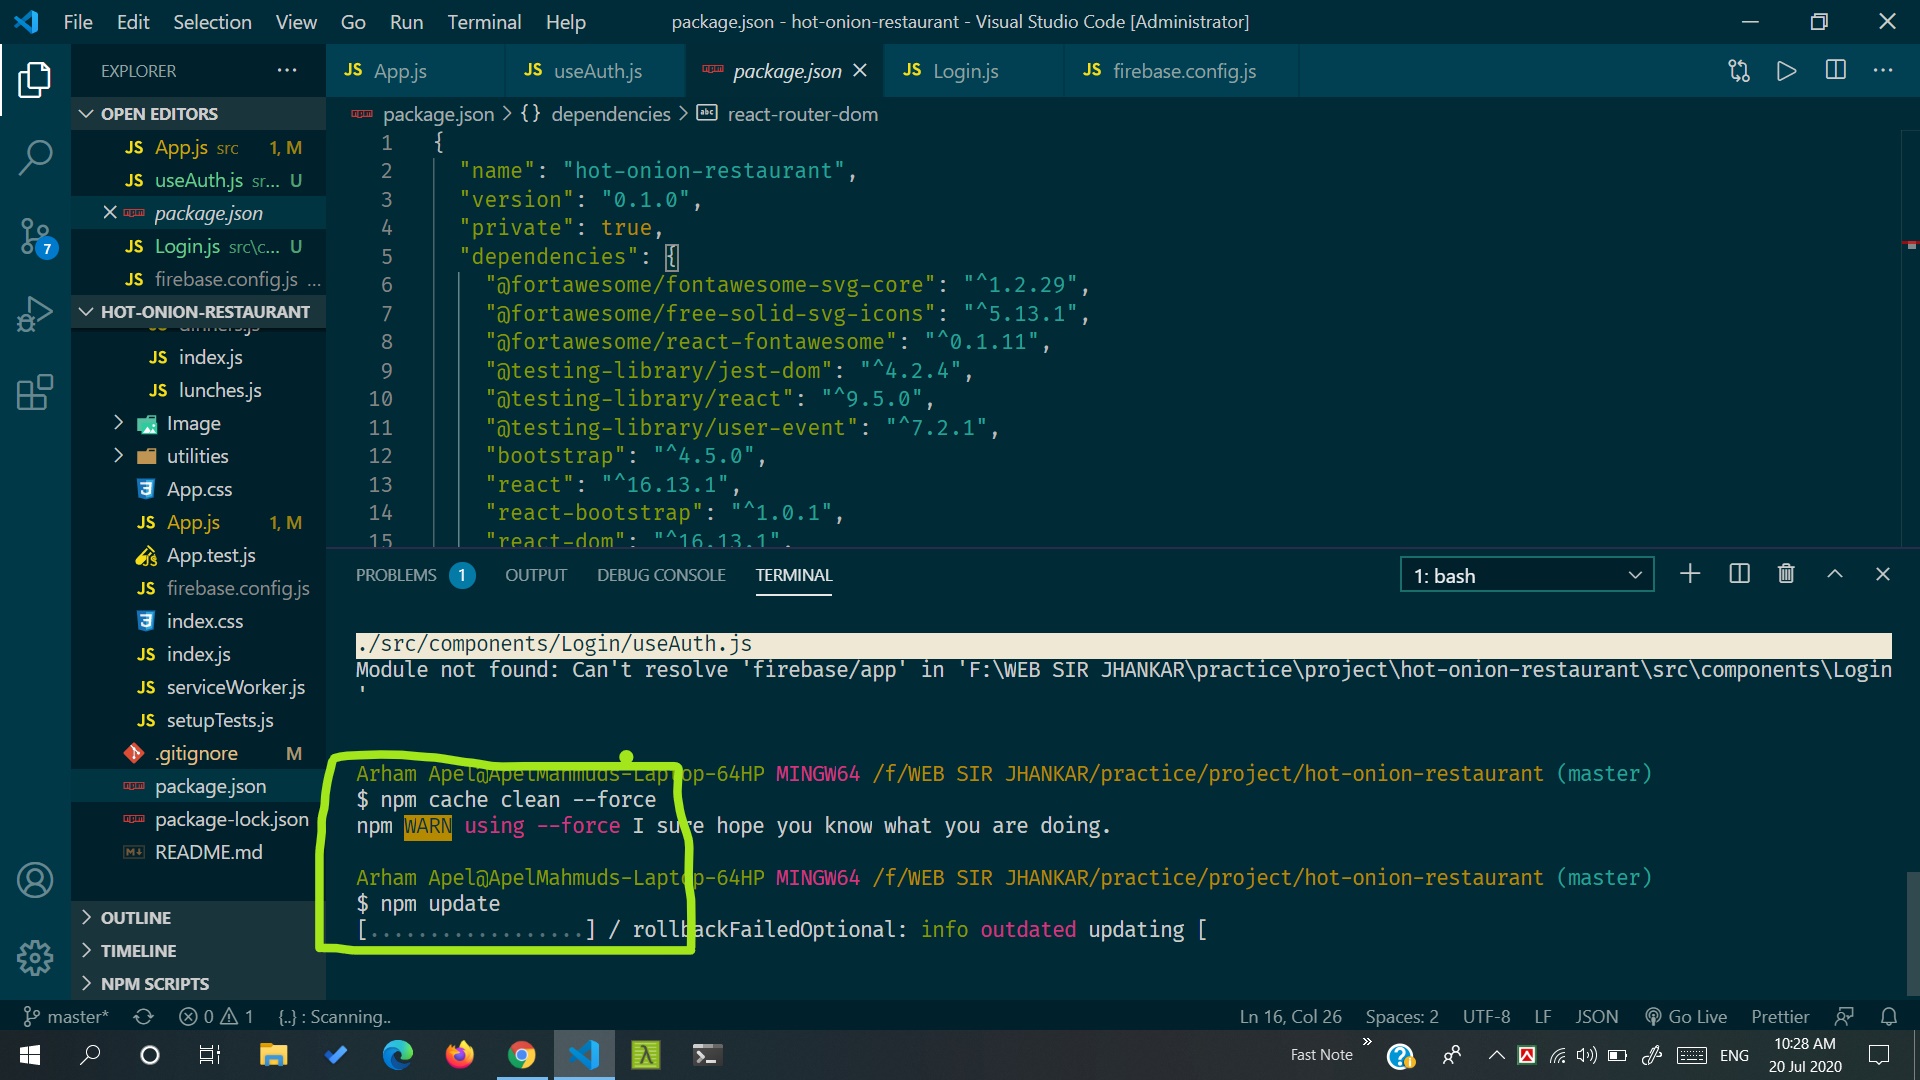 File Edit Selection View Go Run Terminal Help
package.json - hot-onion-restaurant - Visual Studio Code [Administrator]
EXPLORER ...
JS App.js
JS useAuth.js
package.json
JS Login.js
JS firebase.config.js
OPEN EDITORS
JS App.js src 1, M
JS useAuth.js sr... U
package.json
JS Login.js src\c... U
JS firebase.config.js ...
7
HOT-ONION-RESTAURANT
dinners.js
JS index.js
JS lunches.js
Image
utilities
App.css
JS App.js 1, M
App.test.js
JS firebase.config.js
index.css
JS index.js
JS serviceWorker.js
JS setupTests.js
.gitignore M
package.json
package-lock.json
README.md
OUTLINE
TIMELINE
NPM SCRIPTS
package.json > {} dependencies > abc react-router-dom
1 {
2 "name": "hot-onion-restaurant",
3 "version": "0.1.0",
4 "private": true,
5 "dependencies": {
6 "@fortawesome/fontawesome-svg-core": "^1.2.29",
7 "@fortawesome/free-solid-svg-icons": "^5.13.1",
8 "@fortawesome/react-fontawesome": "^0.1.11",
9 "@testing-library/jest-dom": "^4.2.4",
10 "@testing-library/react": "^9.5.0",
11 "@testing-library/user-event": "^7.2.1",
12 "bootstrap": "^4.5.0",
13 "react": "^16.13.1",
14 "react-bootstrap": "^1.0.1",
15 "react-dom": "^16.13.1",
PROBLEMS 1 OUTPUT DEBUG CONSOLE TERMINAL
1: bash
./src/components/Login/useAuth.js
Module not found: Can't resolve 'firebase/app' in 'F:\WEB SIR JHANKAR\practice\project\hot-onion-restaurant\src\components\Login
'
Arham Apel@ApelMahmuds-Laptop-64HP MINGW64 /f/WEB SIR JHANKAR/practice/project/hot-onion-restaurant (master)
$ npm cache clean --force
npm WARN using --force I sure hope you know what you are doing.
Arham Apel@ApelMahmuds-Laptop-64HP MINGW64 /f/WEB SIR JHANKAR/practice/project/hot-onion-restaurant (master)
$ npm update
[..................] / rollbackFailedOptional: info outdated updating [
master* 0 1 {..} : Scanning..
Ln 16, Col 26 Spaces: 2 UTF-8 LF JSON Go Live Prettier
Fast Note » ENG
10:28 AM
20 Jul 2020